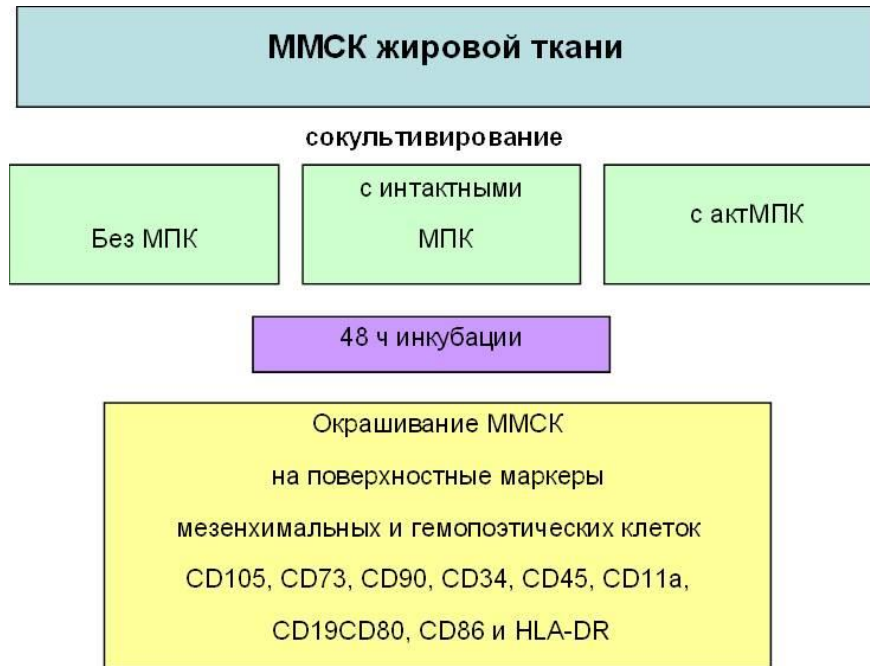 ММСК жировой ткани
сокультивирование
Без МПК
с интактными
МПК
с актМПК
48 ч инкубации
Окрашивание ММСК
на поверхностные маркеры
мезенхимальных и гемопоэтических клеток
CD105, CD73, CD90, CD34, CD45, CD11a,
CD19CD80, CD86 и HLA-DR